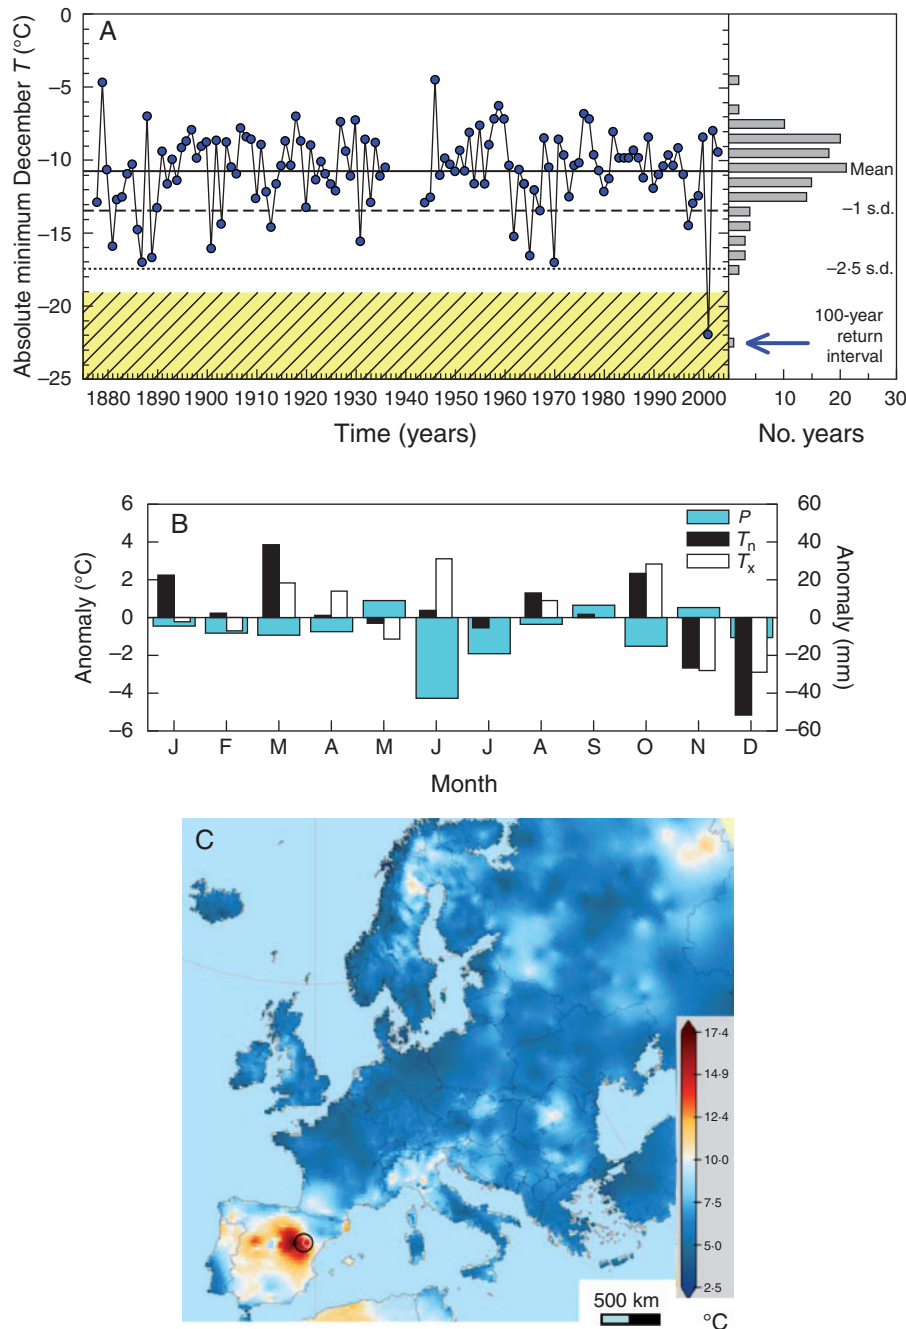 A
Absolute minimum December T (°C)
0
−5
−10
−15
−20
−25
Mean
−1 s.d.
−2·5 s.d.
100-year
return
interval
1880 1890 1900 1910 1920 1930 1940 1950 1960 1970 1980 1990 2000
10 20 30
Time (years)
No. years
B
Anomaly (°C)
6
4
2
0
−2
−4
−6
P
Tn
Tx
60
40
20
0
−20
−40
−60
Anomaly (mm)
J F M A M J J A S O N D
Month
C
17·4
14·9
12·4
10·0
7·5
5·0
2·5
500 km
°C